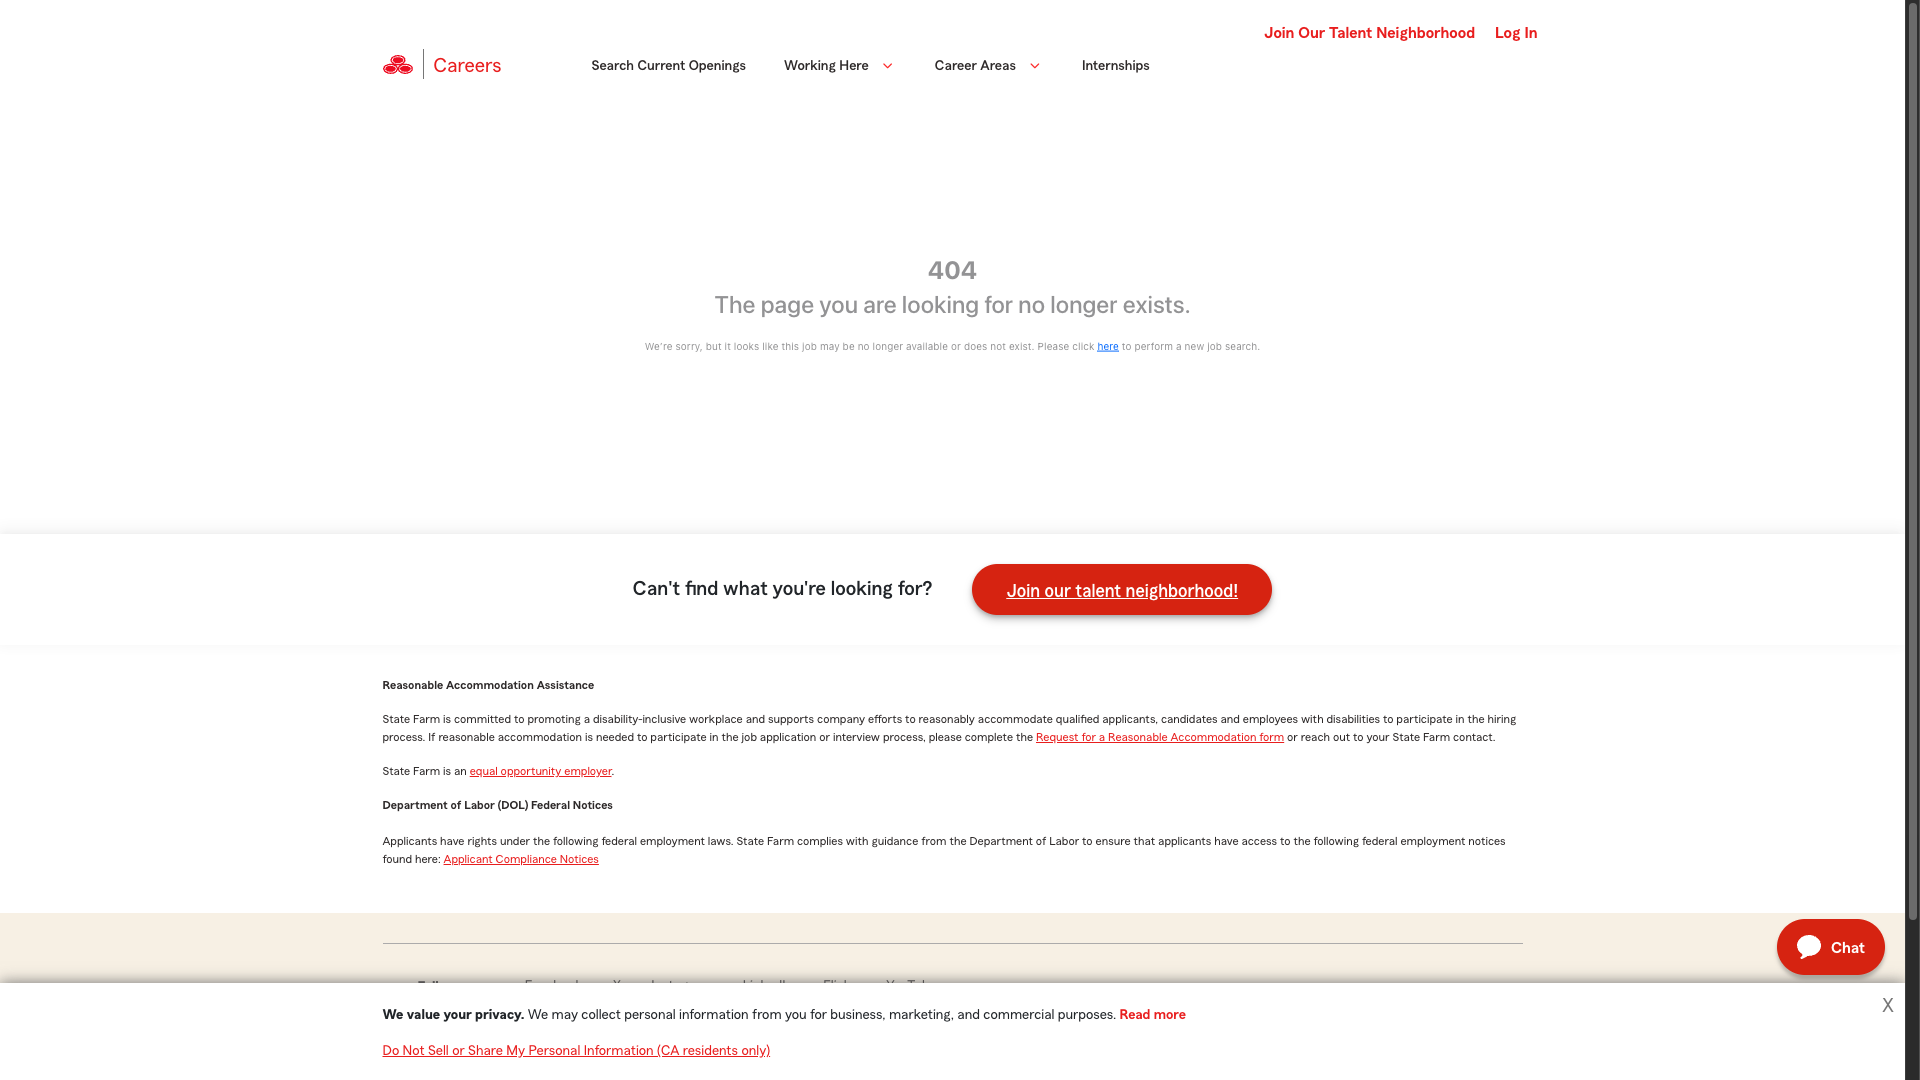 Join Our Talent Neighborhood Log In
Careers Search Current Openings Working Here Career Areas Internships
404
The page you are looking for no longer exists.
We're sorry, but it looks like this job may be no longer available or does not exist. Please click here to perform a new job search.
Can't find what you're looking for? Join our talent neighborhood!
Reasonable Accommodation Assistance
State Farm is committed to promoting a disability-inclusive workplace and supports company efforts to reasonably accommodate qualified applicants, candidates and employees with disabilities to participate in the hiring
process. If reasonable accommodation is needed to participate in the job application or interview process, please complete the Request for a Reasonable Accommodation form or reach out to your State Farm contact.
State Farm is an equal opportunity employer.
Department of Labor (DOL) Federal Notices
Applicants have rights under the following federal employment laws. State Farm complies with guidance from the Department of Labor to ensure that applicants have access to the following federal employment notices
found here: Applicant Compliance Notices
Chat
We value your privacy. We may collect personal information from you for business, marketing, and commercial purposes. Read more
X
Do Not Sell or Share My Personal Information (CA residents only)